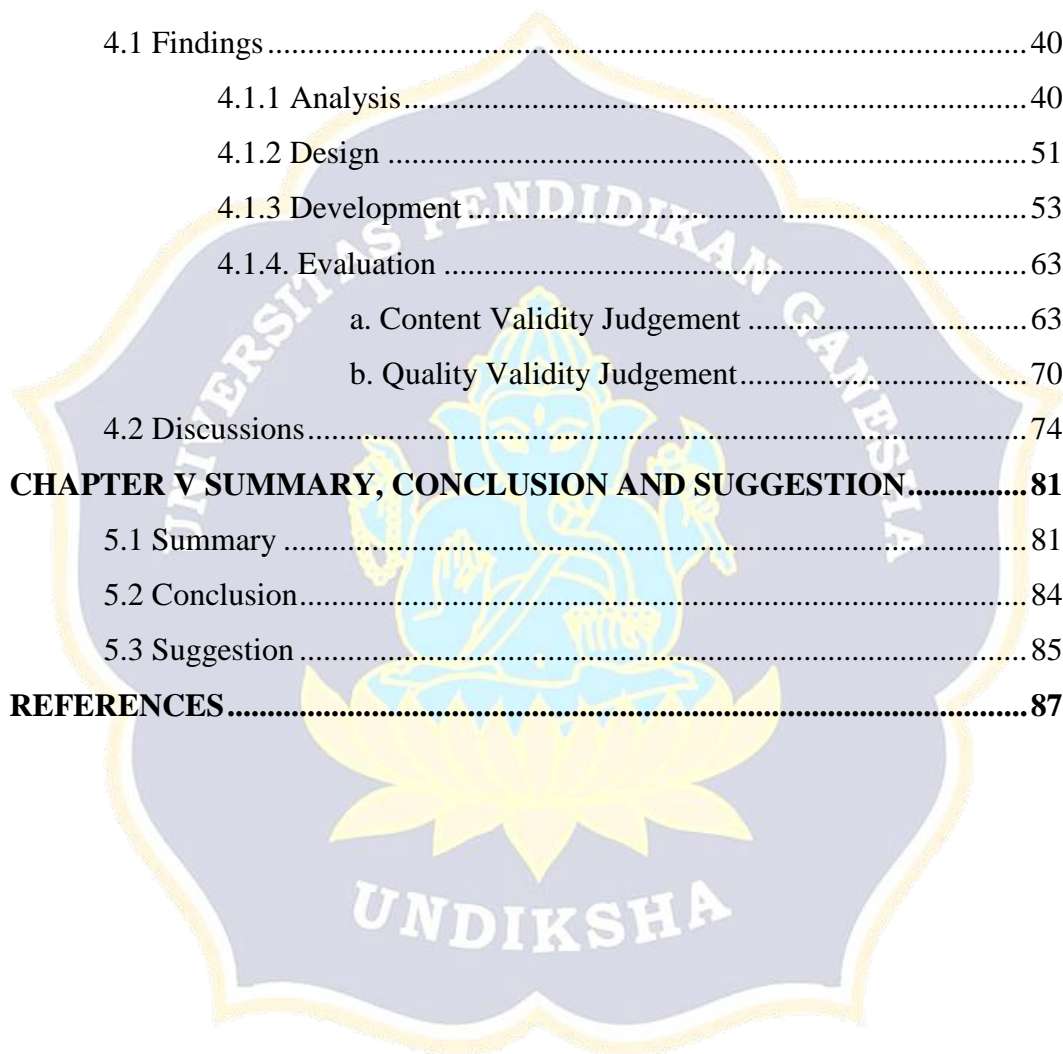 4.1 Findings ........ 40
4.1.1 Analysis ........ 40
4.1.2 Design ........ 51
4.1.3 Development ........ 53
4.1.4. Evaluation ........ 63
a. Content Validity Judgement ........ 63
b. Quality Validity Judgement ........ 70
4.2 Discussions ........ 74
CHAPTER V SUMMARY, CONCLUSION AND SUGGESTION ........ 81
5.1 Summary ........ 81
5.2 Conclusion ........ 84
5.3 Suggestion ........ 85
REFERENCES ........ 87
UNIVERSITAS PENDIDIKAN GANESHA
UNDIKSHA